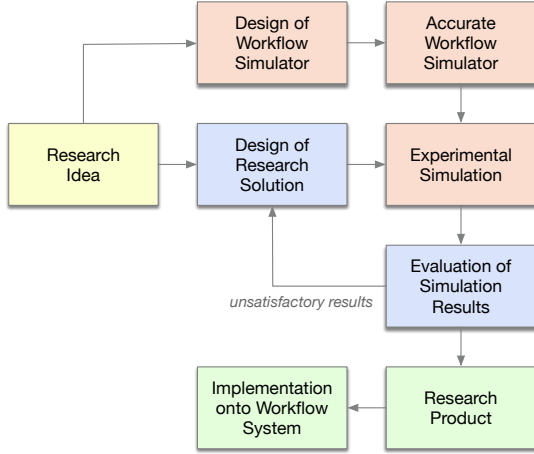 Design of
Workflow
Simulator
Accurate
Workflow
Simulator
Research
Idea
Design of
Research
Solution
Experimental
Simulation
Evaluation of
Simulation
Results
unsatisfactory results
Implementation
onto Workflow
System
Research
Product